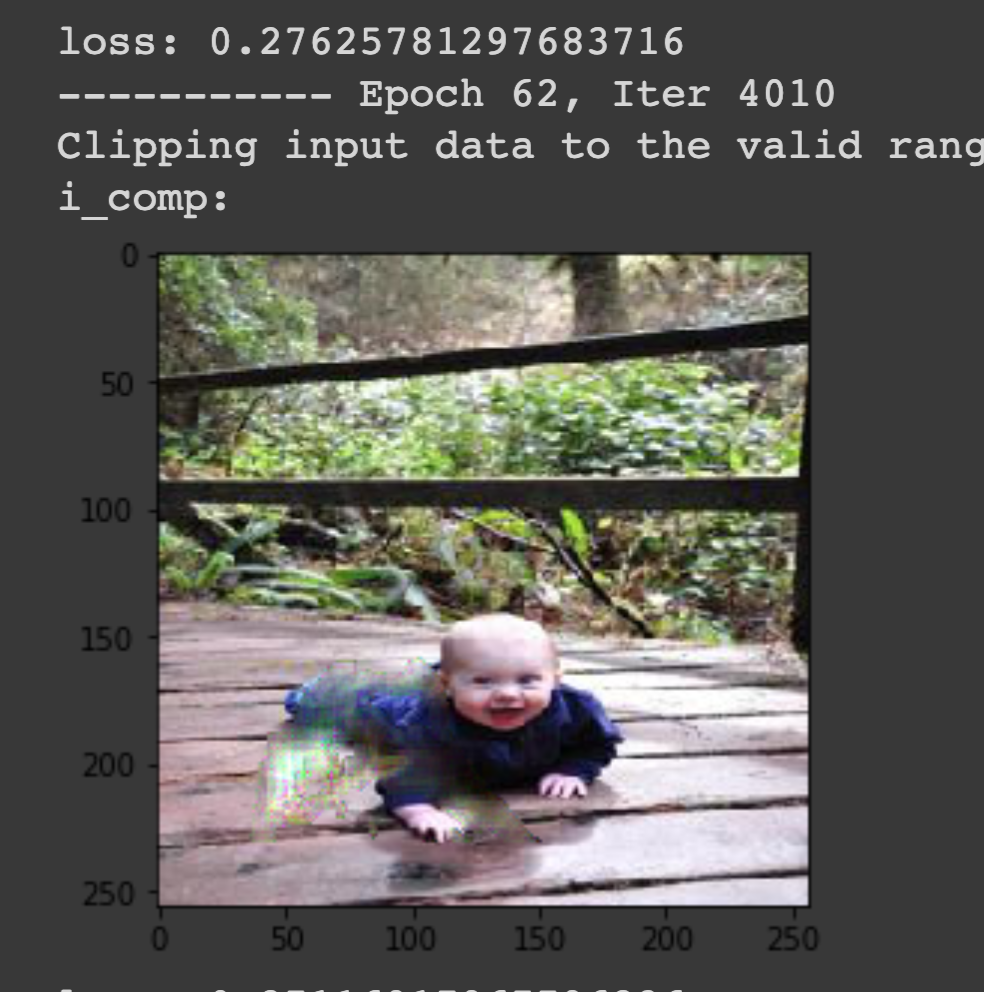 loss: 0.27625781297683716
----------- Epoch 62, Iter 4010
Clipping input data to the valid rang
i_comp:
0
50
100
150
200
250
0 50 100 150 200 250